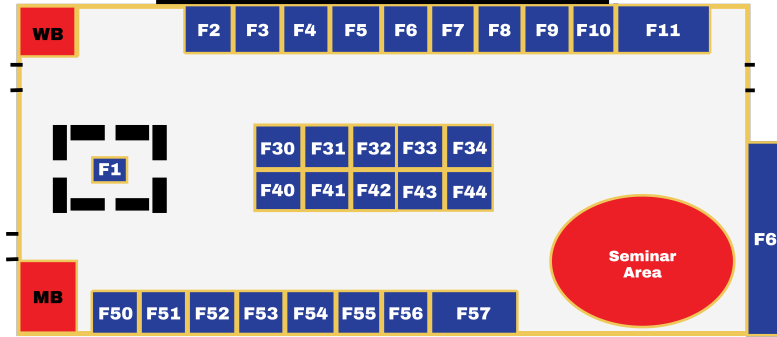 WB
F2 F3 F4 F5 F6 F7 F8 F9 F10 F11
F30 F31 F32 F33 F34
F1
F40 F41 F42 F43 F44
F6
Seminar
Area
MB
F50 F51 F52 F53 F54 F55 F56 F57